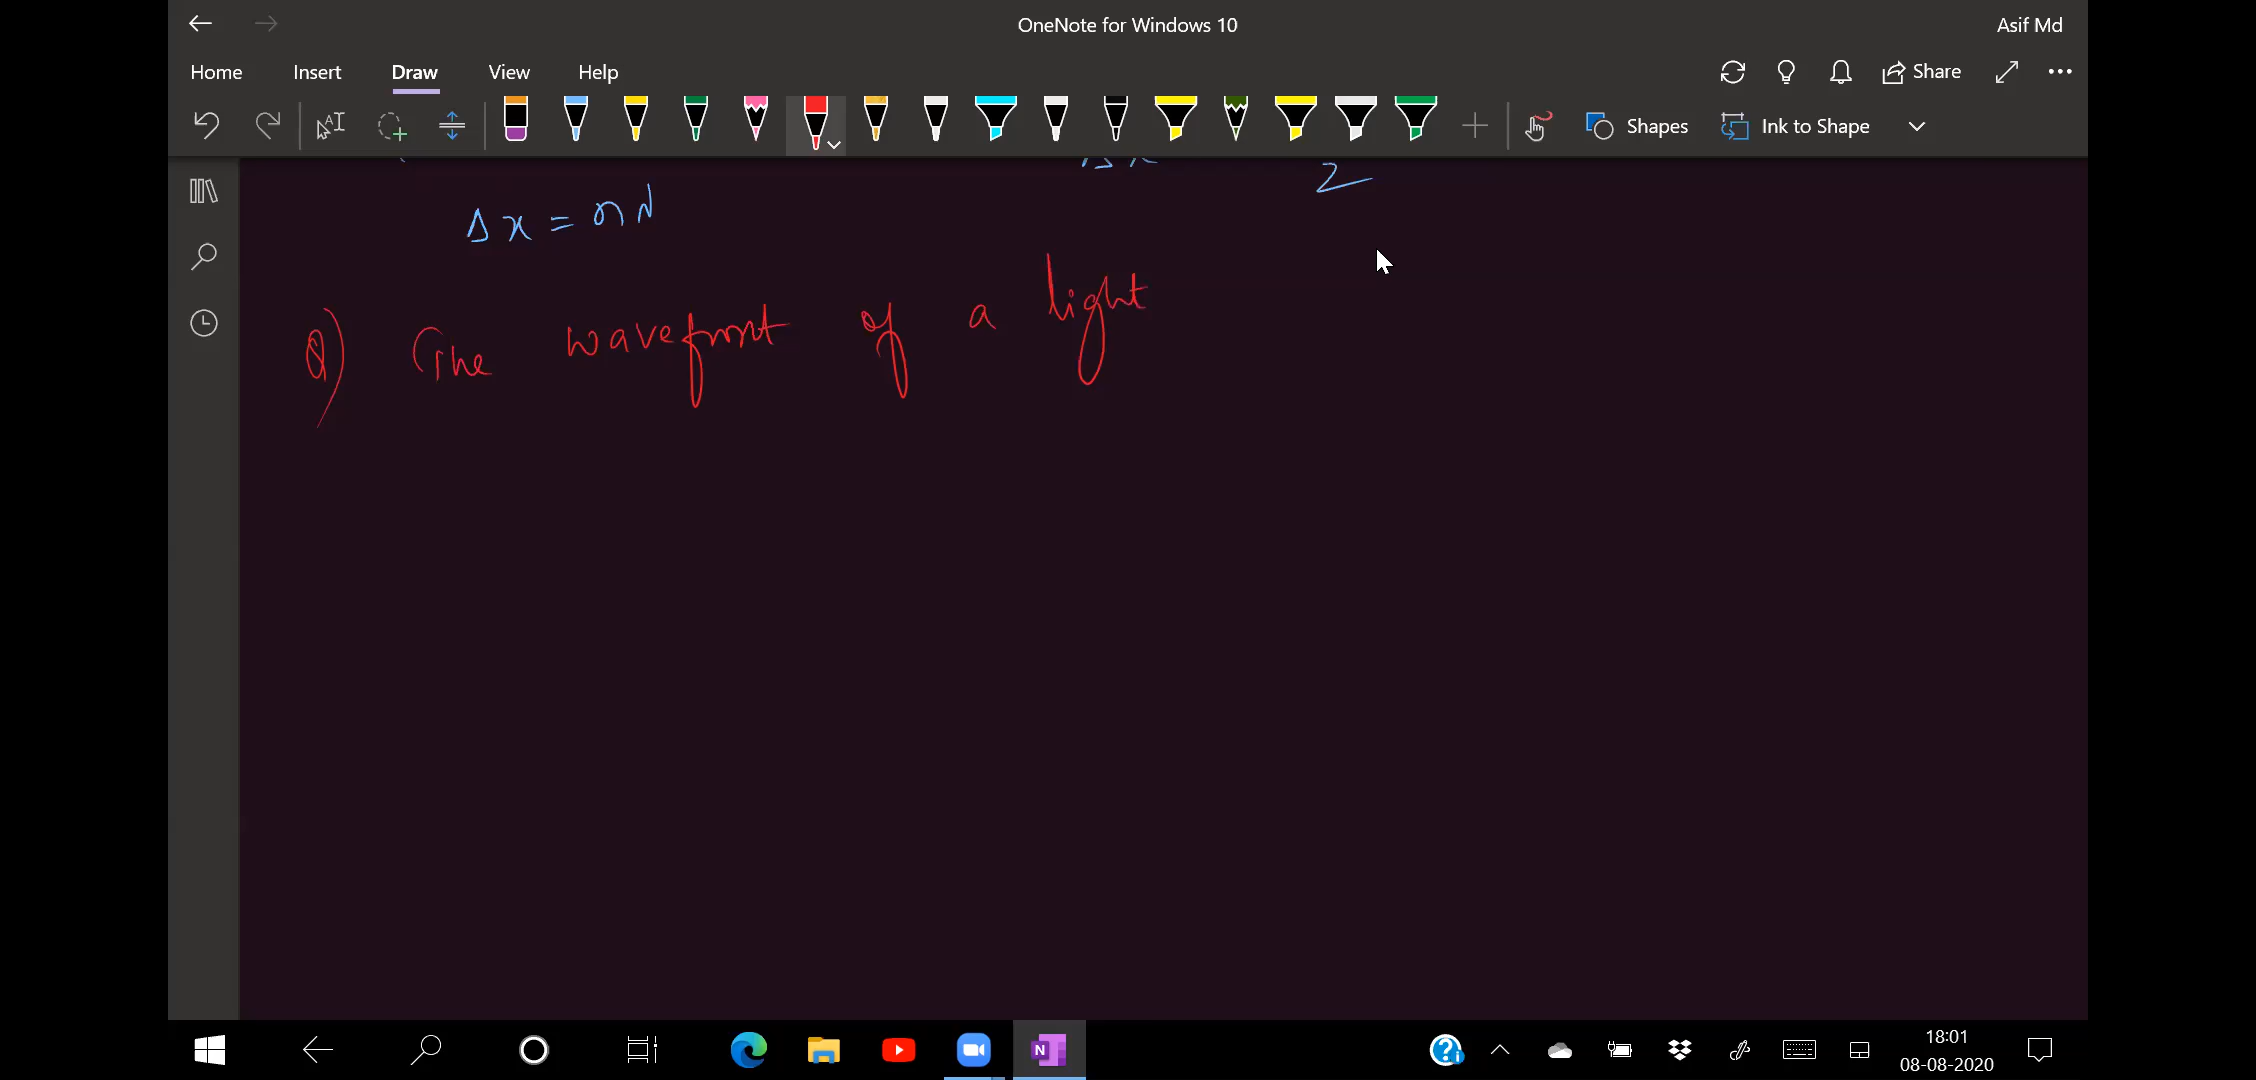 OneNote for Windows 10
Asif Md
Home Insert Draw View Help
Share
Shapes
Ink to Shape
2
Δx = nλ
Q) The wavefront of a light
18:01
08-08-2020